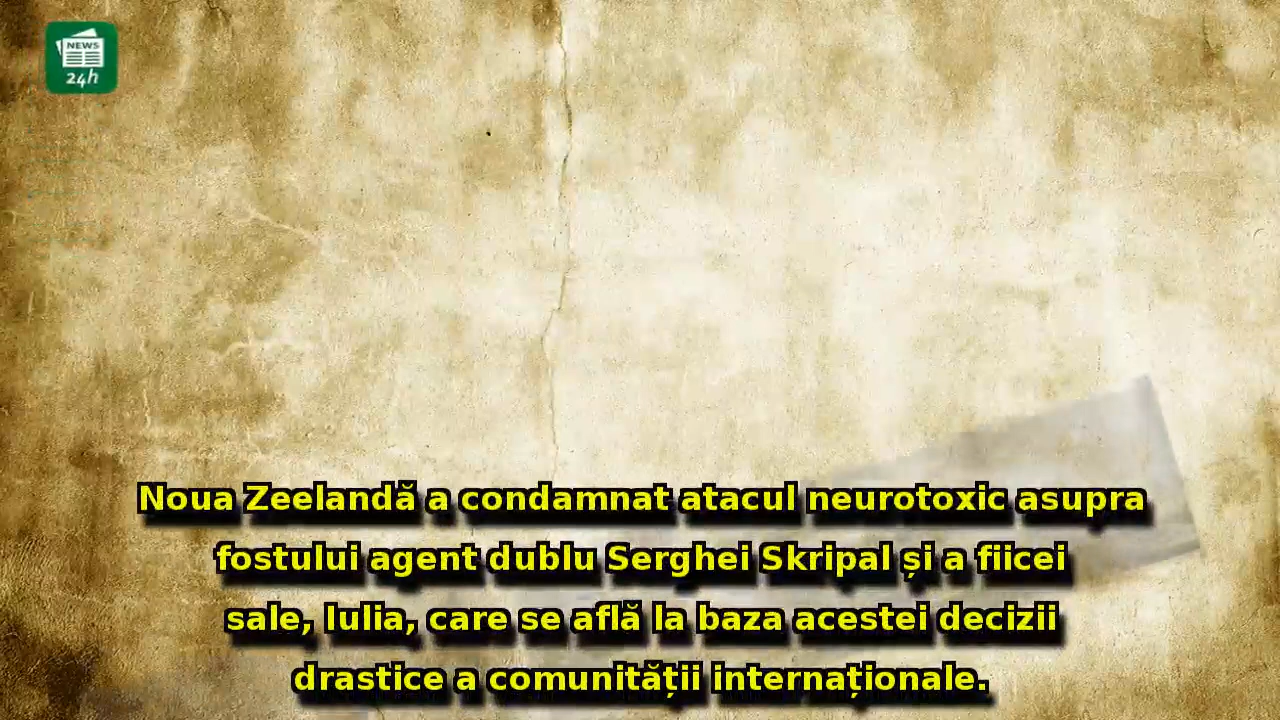 NEWS
24h
Noua Zeelandă a condamnat atacul neurotoxic asupra
fostului agent dublu Serghei Skripal și a fiicei
sale, Iulia, care se află la baza acestei decizii
drastice a comunității internaționale.